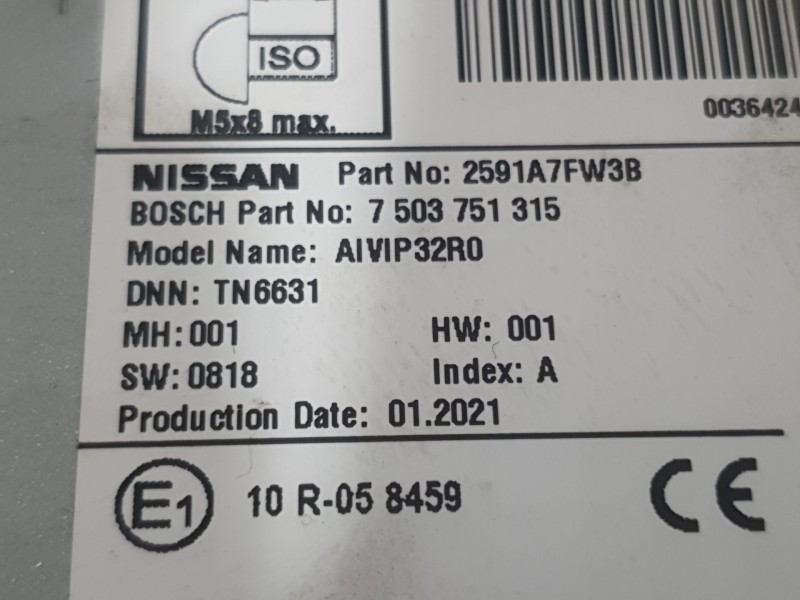 ISO
M5x8 max.
0036424
NISSAN Part No: 2591A7FW3B
BOSCH Part No: 7 503 751 315
Model Name: AIVIP32R0
DNN: TN6631
MH: 001 HW: 001
SW: 0818 Index: A
Production Date: 01.2021
E1 10 R-05 8459 CE